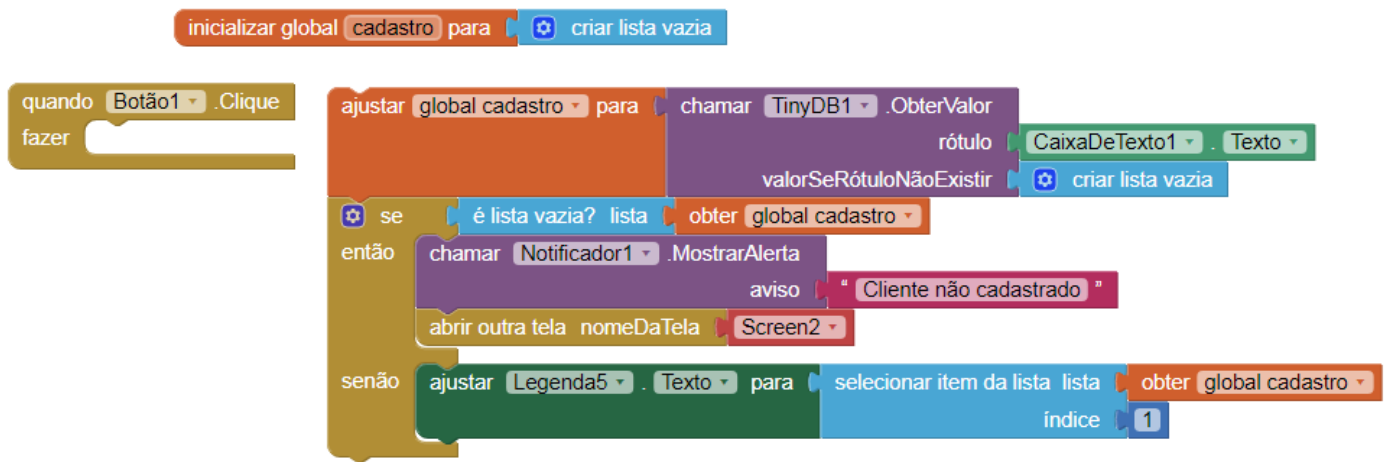 inicializar global cadastro para criar lista vazia
quando Botão1 .Clique
fazer
ajustar global cadastro para chamar TinyDB1 .ObterValor
rótulo CaixaDeTexto1 . Texto
valorSeRótuloNãoExistir criar lista vazia
se é lista vazia? lista obter global cadastro
então chamar Notificador1 .MostrarAlerta
aviso “ Cliente não cadastrado ”
abrir outra tela nomeDaTela Screen2
senão ajustar Legenda5 . Texto para selecionar item da lista lista obter global cadastro
índice 1